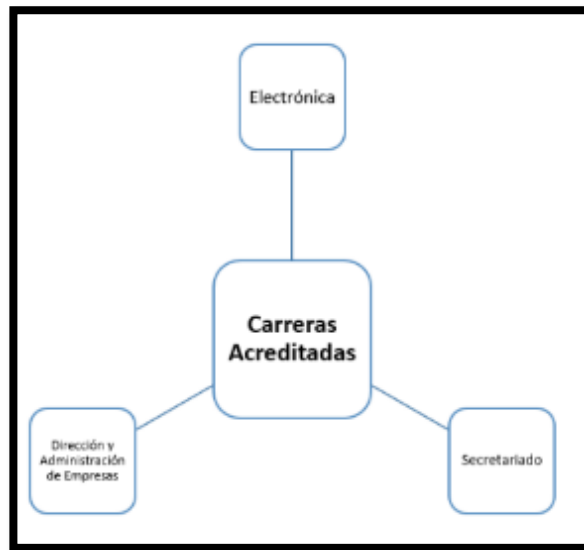 Electrónica
Carreras
Acreditadas
Dirección y
Administración
de Empresas
Secretariado